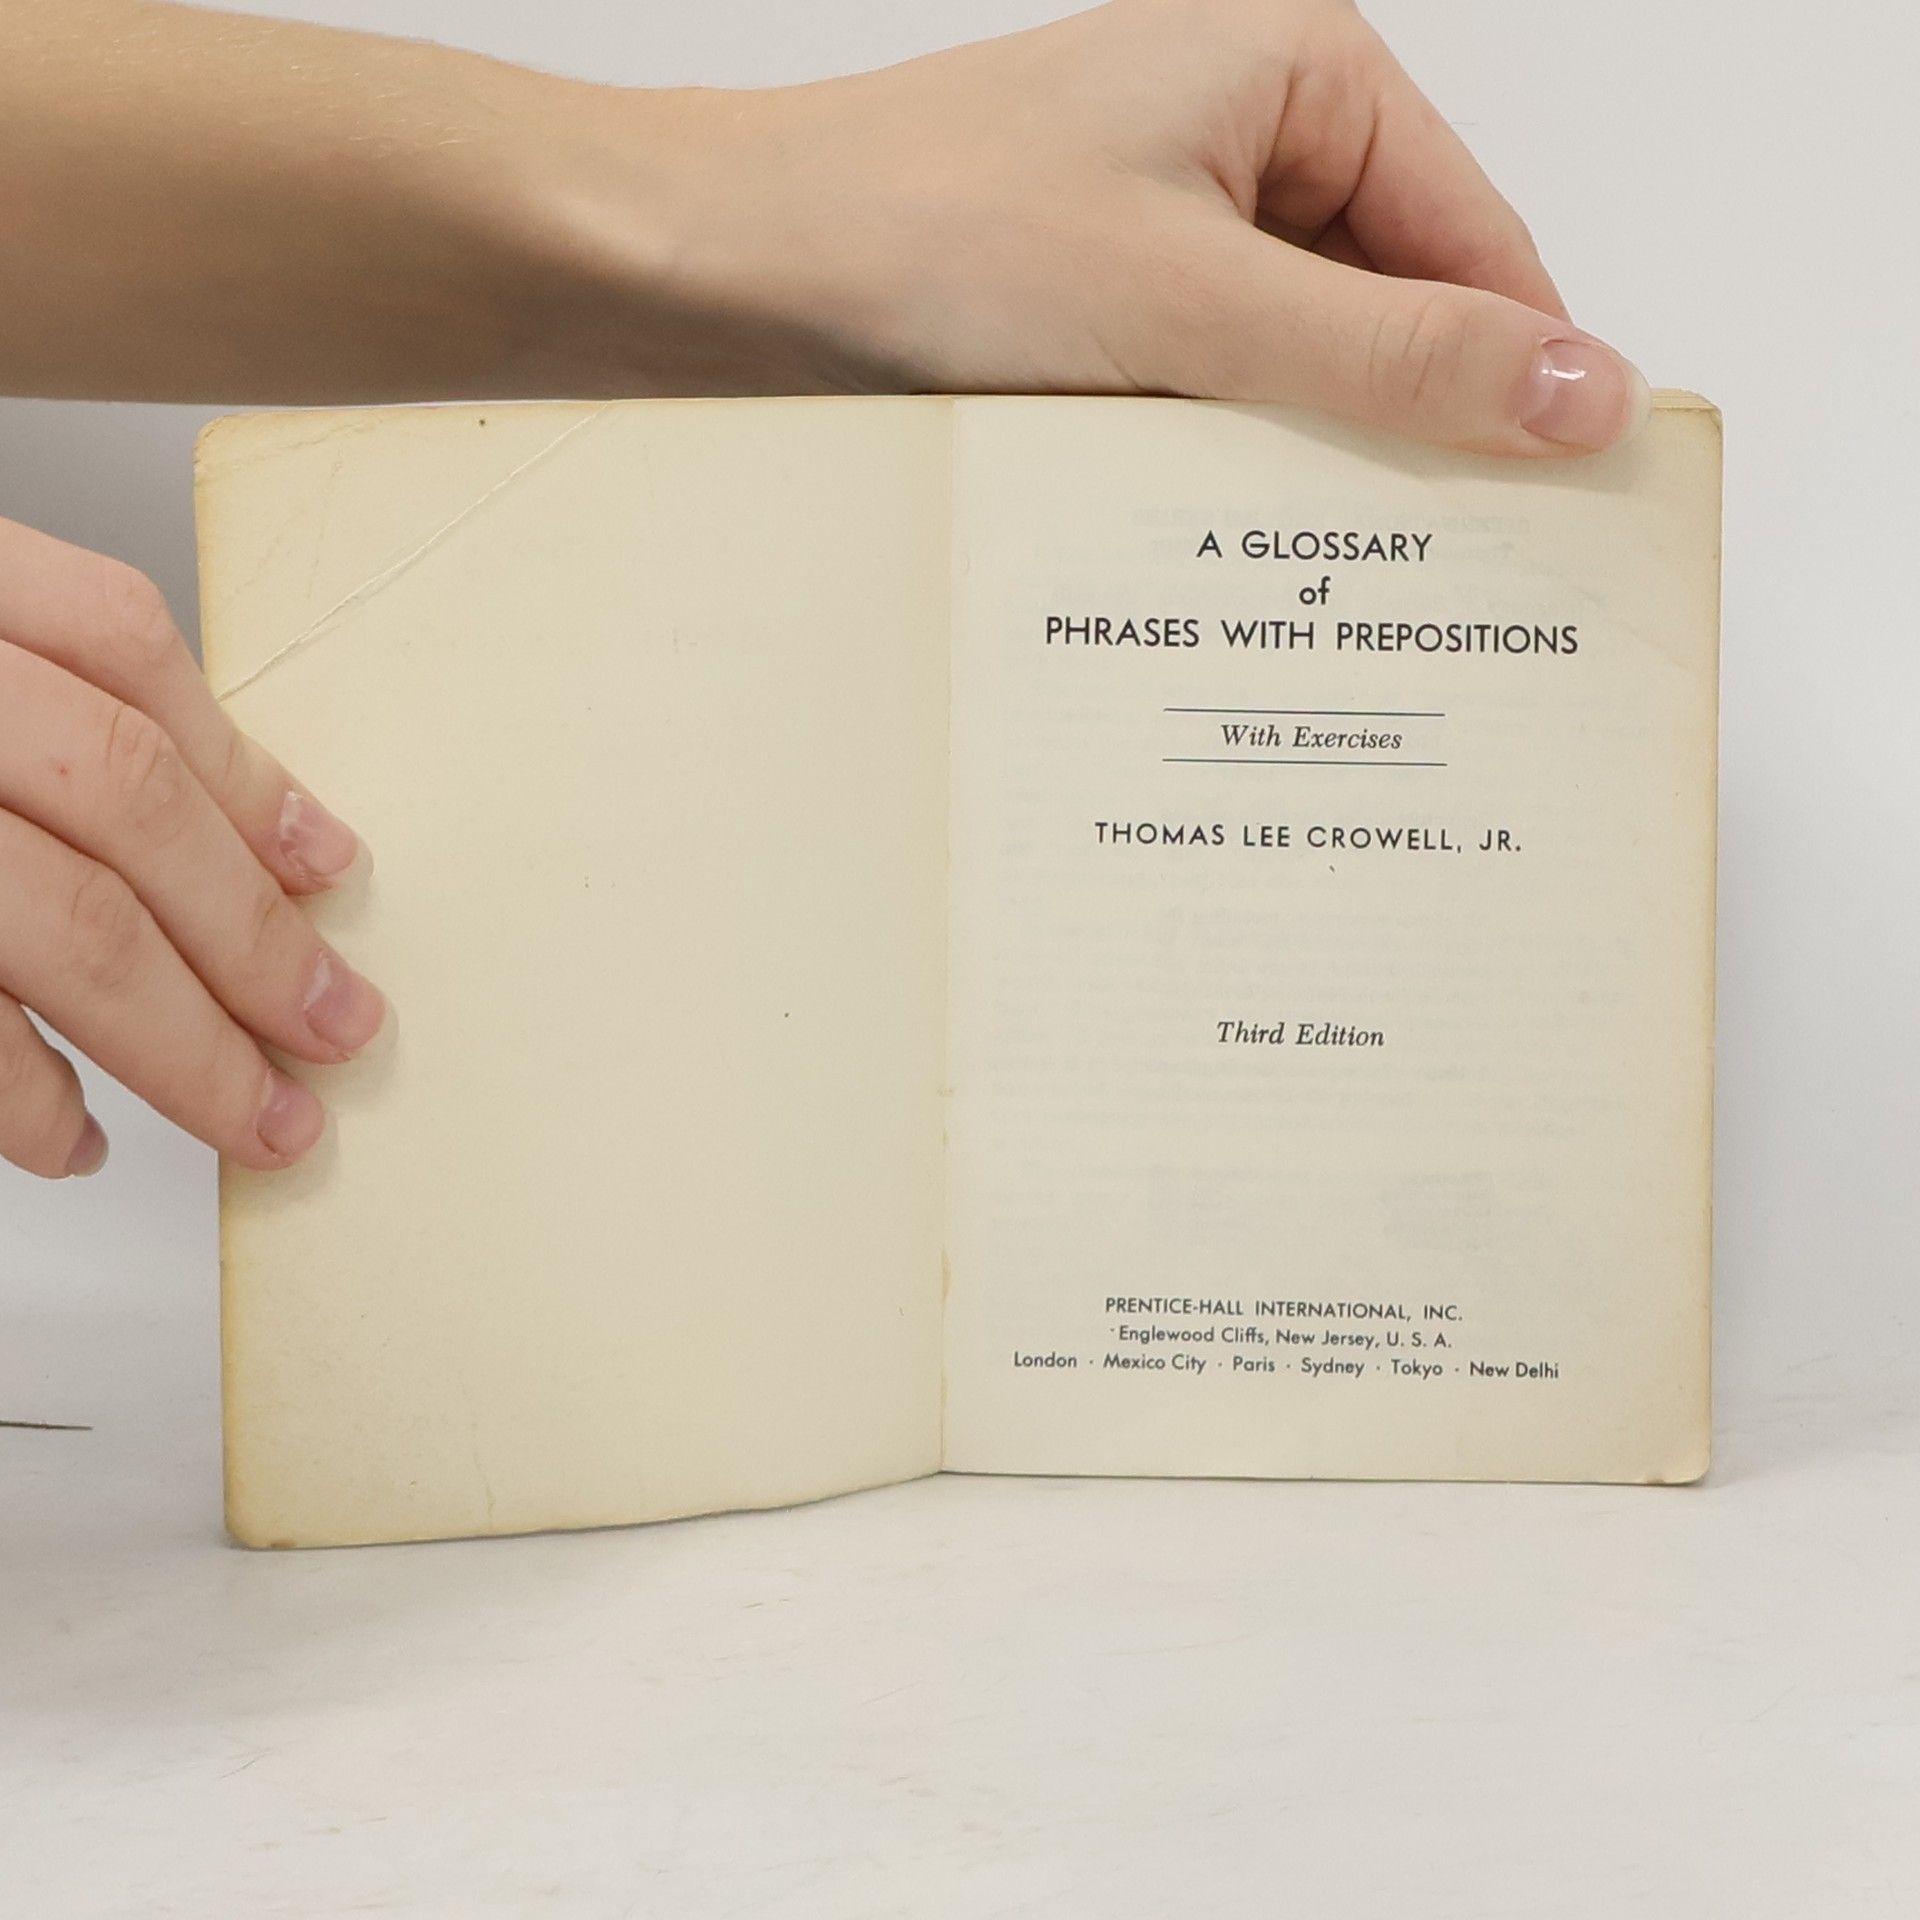 A GLOSSARY
of
PHRASES WITH PREPOSITIONS
With Exercises
THOMAS LEE CROWELL, JR.
Third Edition
PRENTICE-HALL INTERNATIONAL, INC.
Englewood Cliffs, New Jersey, U. S. A.
London · Mexico City · Paris · Sydney · Tokyo · New Delhi